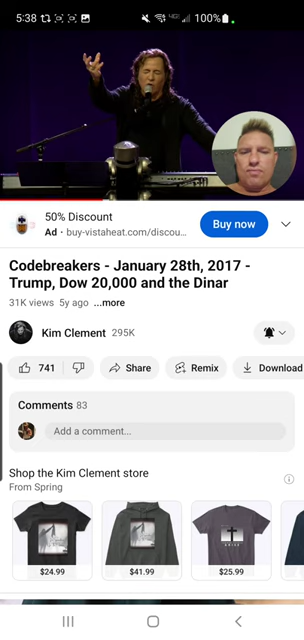 5:38
100%
50% Discount
Ad · buy-vistaheat.com/discou...
Buy now
Codebreakers - January 28th, 2017 -
Trump, Dow 20,000 and the Dinar
31K views 5y ago ...more
Kim Clement 295K
741
Share
Remix
Download
Comments 83
Add a comment...
Shop the Kim Clement store
From Spring
$24.99
$41.99
$25.99